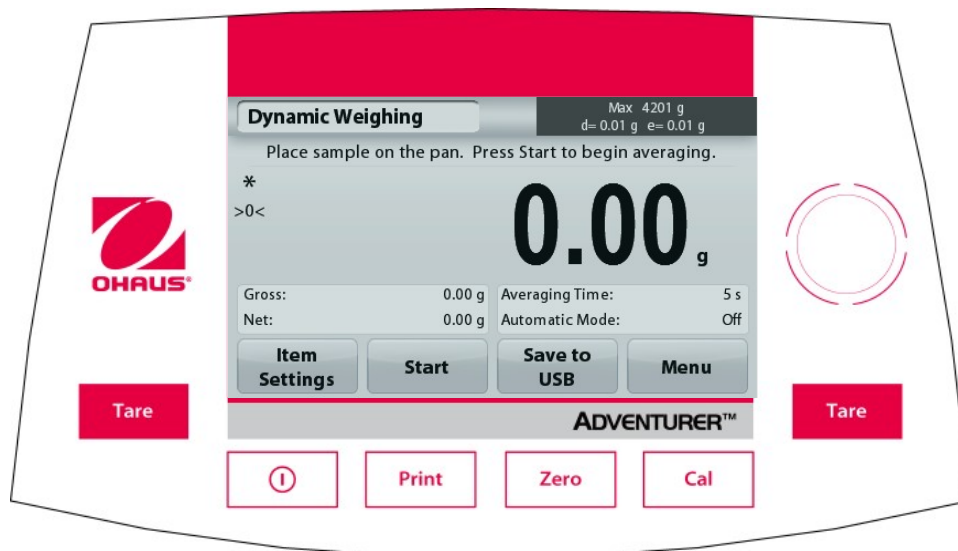 Dynamic Weighing
Max 4201 g
d= 0.01 g e= 0.01 g
Place sample on the pan. Press Start to begin averaging.
*
>0<
0.00 g
OHAUS®
Gross: 0.00 g Averaging Time: 5 s
Net: 0.00 g Automatic Mode: Off
Item Settings
Start
Save to USB
Menu
Tare
ADVENTURER™
Tare
Print
Zero
Cal